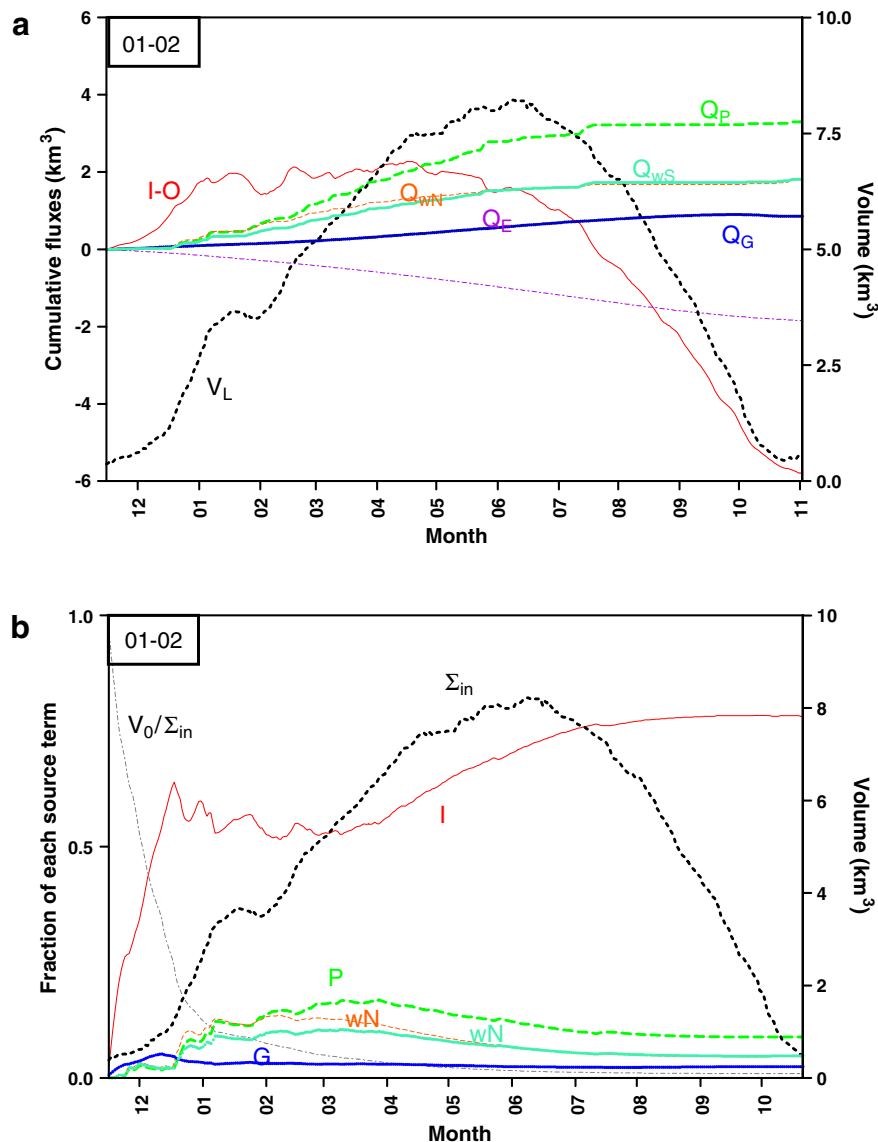 a
01-02
6
4
2
0
-2
-4
-6
Cumulative fluxes (km3)
10.0
7.5
5.0
2.5
0.0
Volume (km3)
I-O
QP
QwS
QwN
QE
QG
VL
12
01
02
03
04
05
06
07
08
09
10
11
Month
b
01-02
1.0
0.5
0.0
Fraction of each source term
10
8
6
4
2
0
Volume (km3)
V0/Σin
Σin
I
P
wN
wN
G
12
01
02
03
04
05
06
07
08
09
10
Month